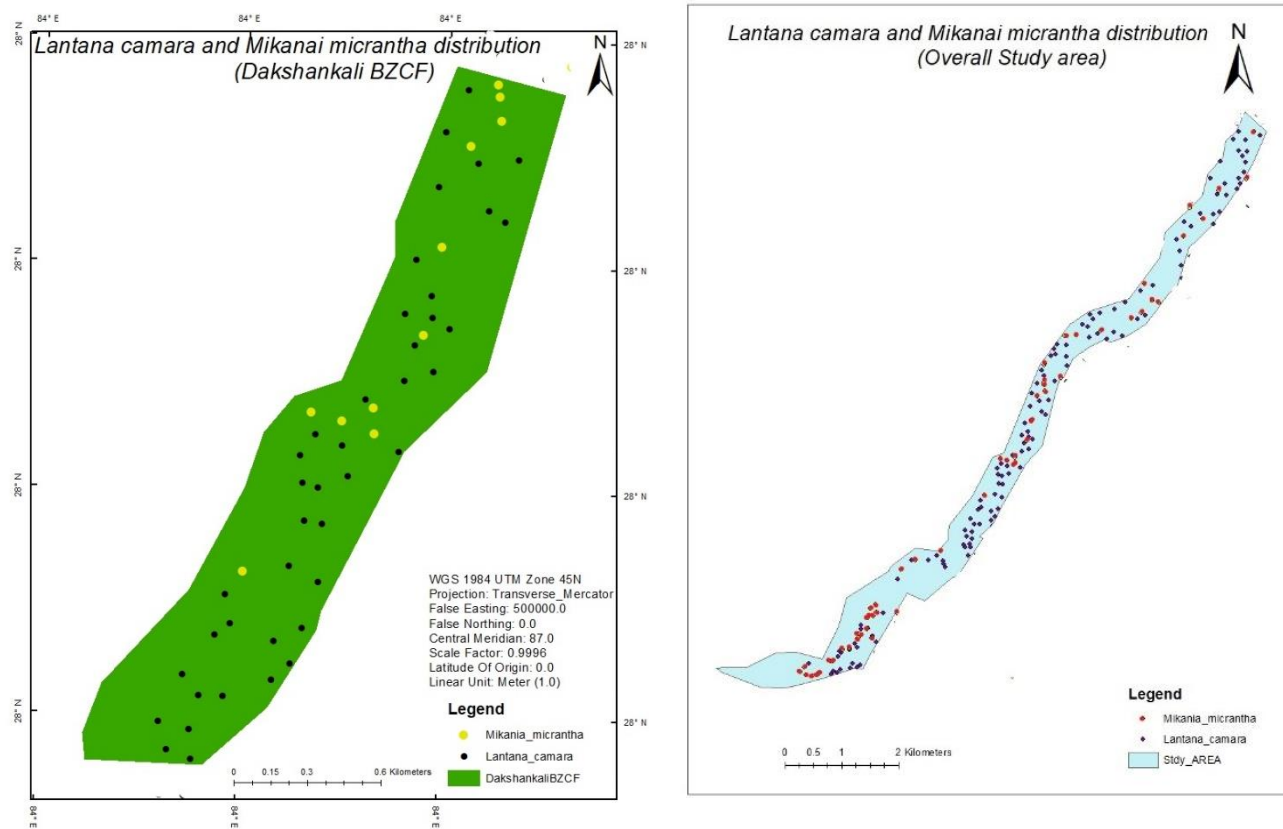 84° E 84° E 84° E
Lantana camara and Mikanai micrantha distribution
(Dakshankali BZCF)
N
28° N 28° N
28° N 28° N
28° N 28° N
28° N 28° N
WGS 1984 UTM Zone 45N
Projection: Transverse_Mercator
False Easting: 500000.0
False Northing: 0.0
Central Meridian: 87.0
Scale Factor: 0.9996
Latitude Of Origin: 0.0
Linear Unit: Meter (1.0)
Legend
Mikania_micrantha
Lantana_camara
DakshankaliBZCF
0 0.15 0.3 0.6 Kilometers
84° E 84° E 84° E
Lantana camara and Mikania micrantha distribution
(Overall Study area)
N
Legend
Mikania_micrantha
Lantana_camara
Stdy_AREA
0 0.5 1 2 Kilometers